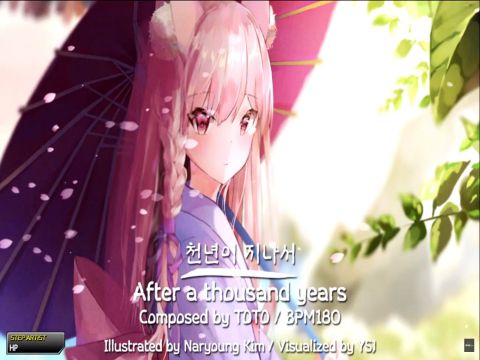 천년이 지나서
After a thousand years
Composed by TOTO / BPM180
Illustrated by Naryoung Kim / Visualized by YSJ
STEP ARTIST
HP